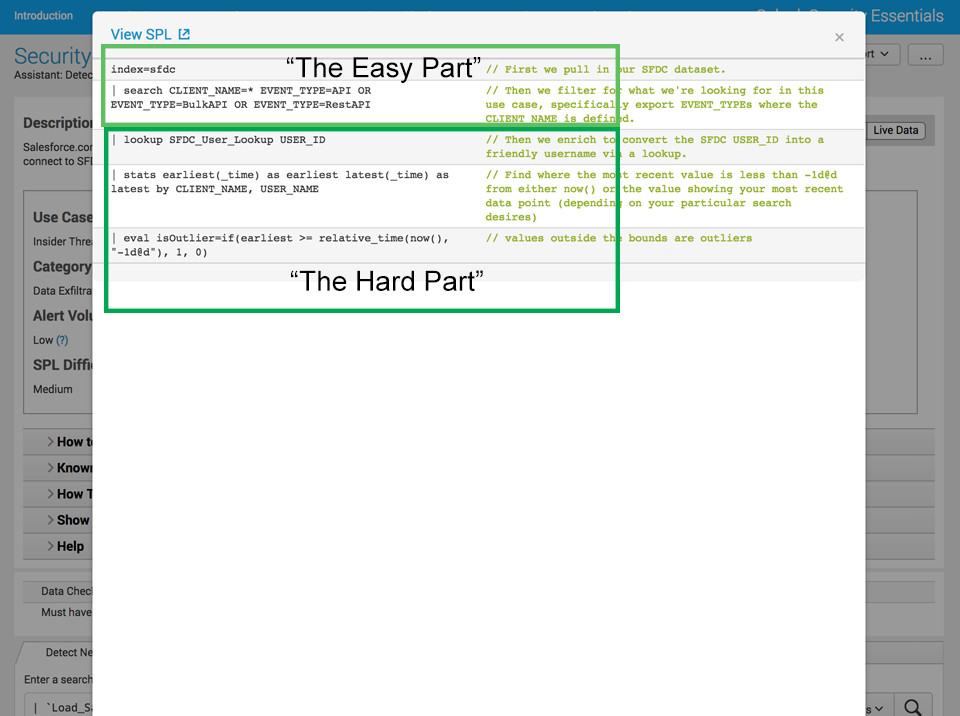 Introduction
Splunk Security Essentials
Security
Assistant: Detec
View SPL
×
...
index=sfdc
“The Easy Part”
// First we pull in our SFDC dataset.
| search CLIENT_NAME=* EVENT_TYPE=API OR
EVENT_TYPE=BulkAPI OR EVENT_TYPE=RestAPI
// Then we filter for what we're looking for in this
use case, specifically export EVENT_TYPEs where the
CLIENT_NAME is defined.
| lookup SFDC_User_Lookup USER_ID
// Then we enrich to convert the SFDC USER_ID into a
friendly username via a lookup.
| stats earliest(_time) as earliest latest(_time) as
latest by CLIENT_NAME, USER_NAME
// Find where the most recent value is less than -1d@d
from either now() or the value showing your most recent
data point (depending on your particular search
desires)
| eval isOutlier=if(earliest >= relative_time(now(),
"-1d@d"), 1, 0)
// values outside the bounds are outliers
“The Hard Part”
Description
Salesforce.com
connect to SFD
Live Data
Use Case
Insider Threa
Category
Data Exfiltra
Alert Volu
Low (?)
SPL Diffi
Medium
How to
Known
How T
Show
Help
Data Chec
Must have
Detect Ne
Enter a search
| `Load_Sa